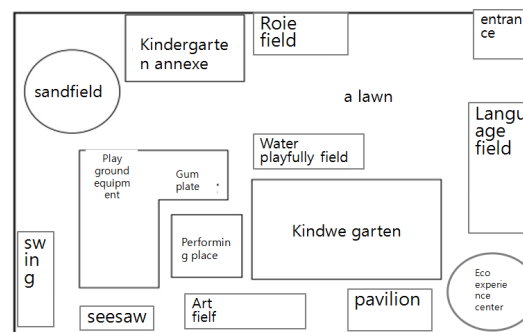 Kindergarte
n annexe
Roie
field
entran
ce
sandfield
a lawn
Langu
age
field
Water
playfully field
Play
ground
equipm
ent
Gum
plate
Performin
g place
Kindwe garten
sw
in
g
Eco
experie
nce
center
seesaw
Art
fielf
pavilion